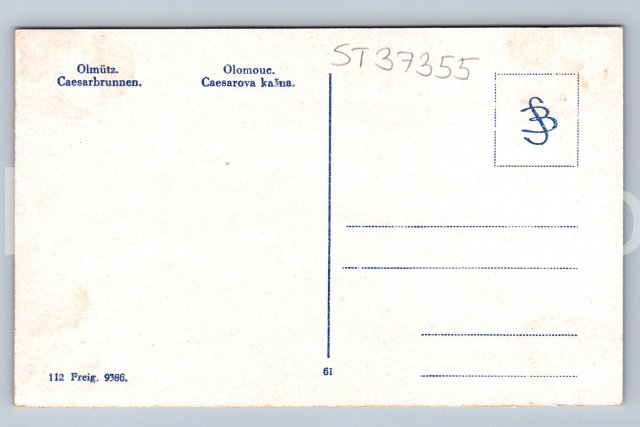 Olmütz.
Caesarbrunnen.
Olomouc.
Caesarova kašna.
ST37355
112 Freig. 9386.
61